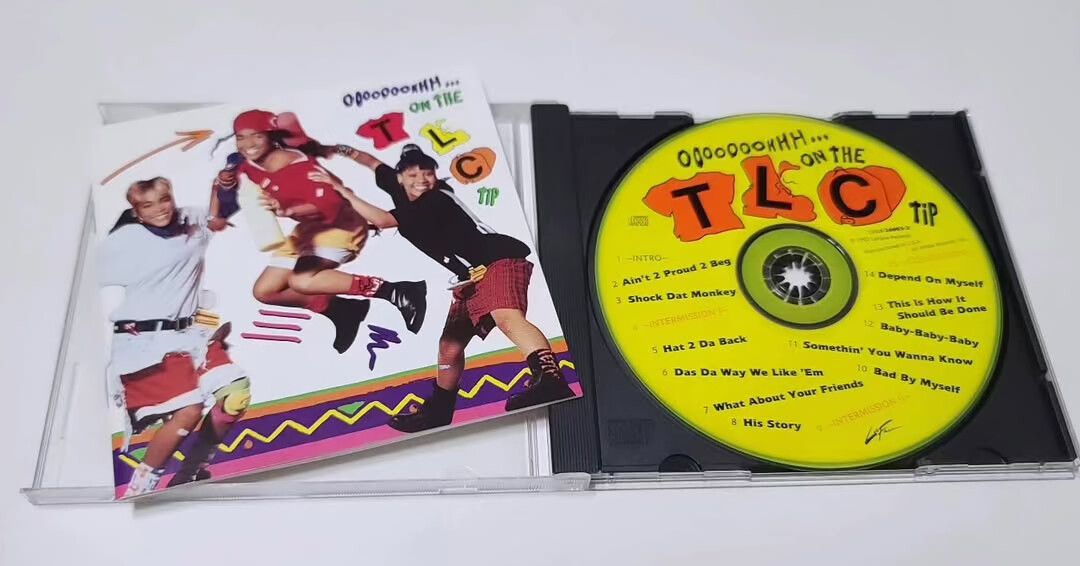 OOOOOOOHHH...
ON THE
T
L
C
TIP
OOOOOOOHHH...
ON THE
T L C
TIP
1 —INTRO—
2 Ain't 2 Proud 2 Beg
3 Shock Dat Monkey
4 —INTERMISSION I—
5 Hat 2 Da Back
6 Das Da Way We Like 'Em
7 What About Your Friends
8 His Story
9 —INTERMISSION II—
10 Bad By Myself
11 Somethin' You Wanna Know
12 Baby-Baby-Baby
13 This Is How It
Should Be Done
14 Depend On Myself